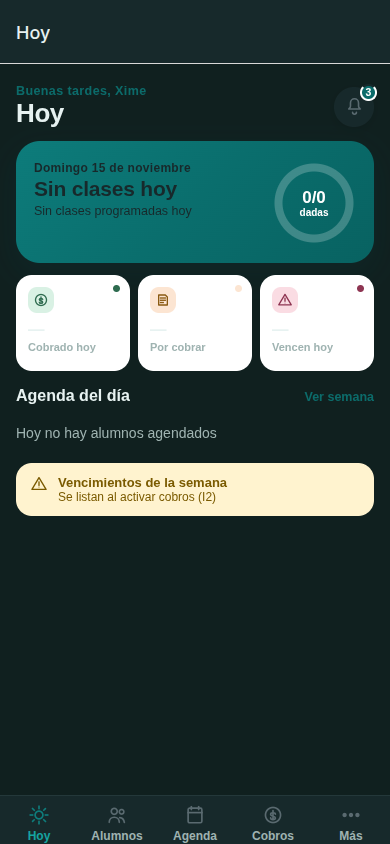 Hoy
Buenas tardes, Xime
Hoy
3
Domingo 15 de noviembre
Sin clases hoy
Sin clases programadas hoy
0/0
dadas
—
Cobrado hoy
—
Por cobrar
—
Vencen hoy
Agenda del día
Ver semana
Hoy no hay alumnos agendados
Vencimientos de la semana
Se listan al activar cobros (I2)
Hoy
Alumnos
Agenda
Cobros
Más